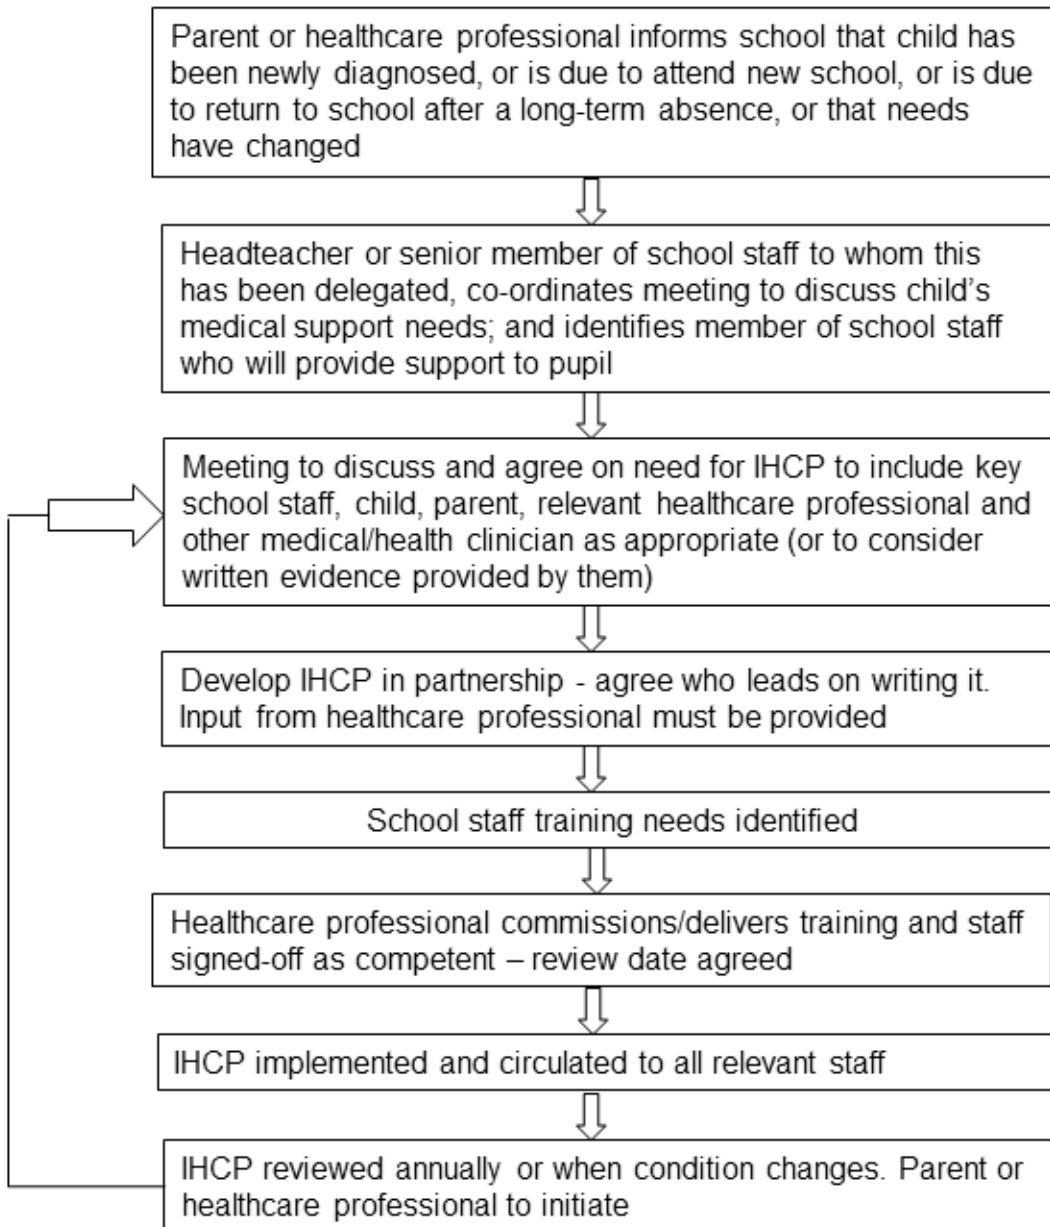 Parent or healthcare professional informs school that child has
been newly diagnosed, or is due to attend new school, or is due
to return to school after a long-term absence, or that needs
have changed
Headteacher or senior member of school staff to whom this
has been delegated, co-ordinates meeting to discuss child's
medical support needs; and identifies member of school staff
who will provide support to pupil
Meeting to discuss and agree on need for IHCP to include key
school staff, child, parent, relevant healthcare professional and
other medical/health clinician as appropriate (or to consider
written evidence provided by them)
Develop IHCP in partnership - agree who leads on writing it.
Input from healthcare professional must be provided
School staff training needs identified
Healthcare professional commissions/delivers training and staff
signed-off as competent – review date agreed
IHCP implemented and circulated to all relevant staff
IHCP reviewed annually or when condition changes. Parent or
healthcare professional to initiate